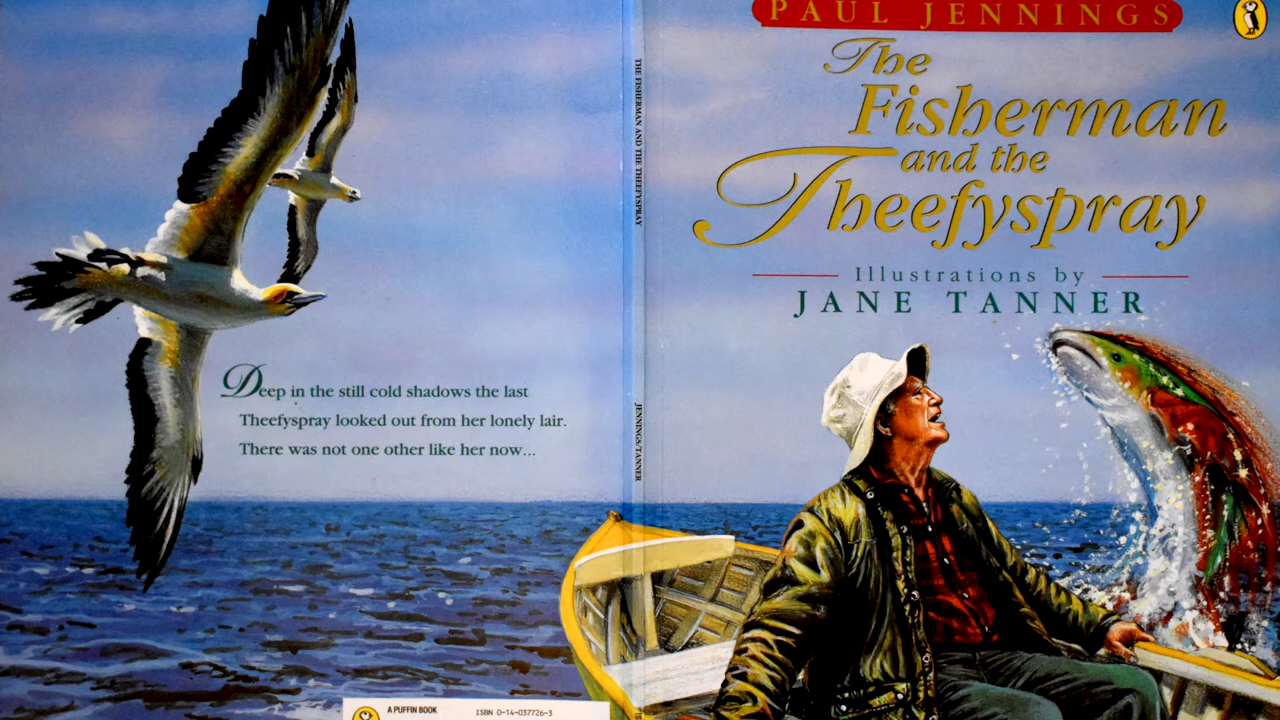 Deep in the still cold shadows the last
Theefyspray looked out from her lonely lair.
There was not one other like her now...
A PUFFIN BOOK
ISBN 0-14-037726-3
THE FISHERMAN AND THE THEEFYSPRAY
JENNINGS/TANNER
PAUL JENNINGS
The
Fisherman
and the
Theefyspray
Illustrations by
JANE TANNER